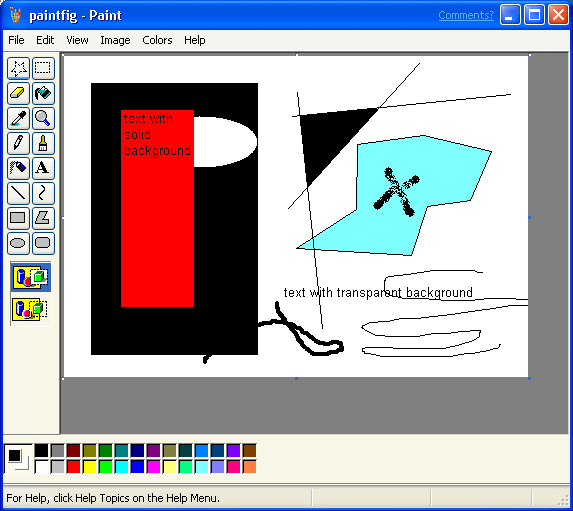 paintfig - Paint
Comments?
File Edit View Image Colors Help
A
text with
solid
background
text with transparent background
For Help, click Help Topics on the Help Menu.